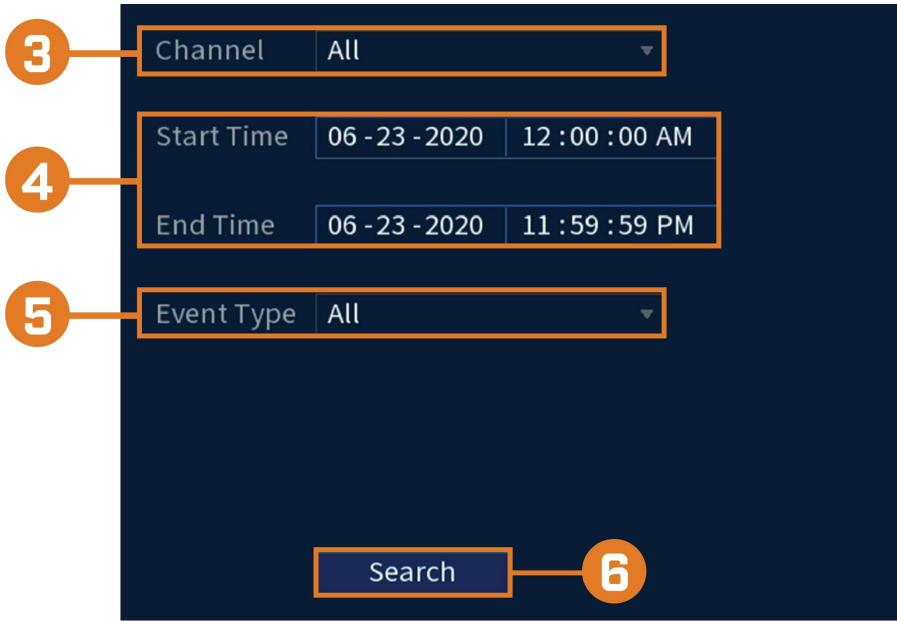 3 Channel All
Start Time 06 -23 -2020 12 :00 :00 AM
4
End Time 06 -23 -2020 11 :59 :59 PM
5 Event Type All
Search 6